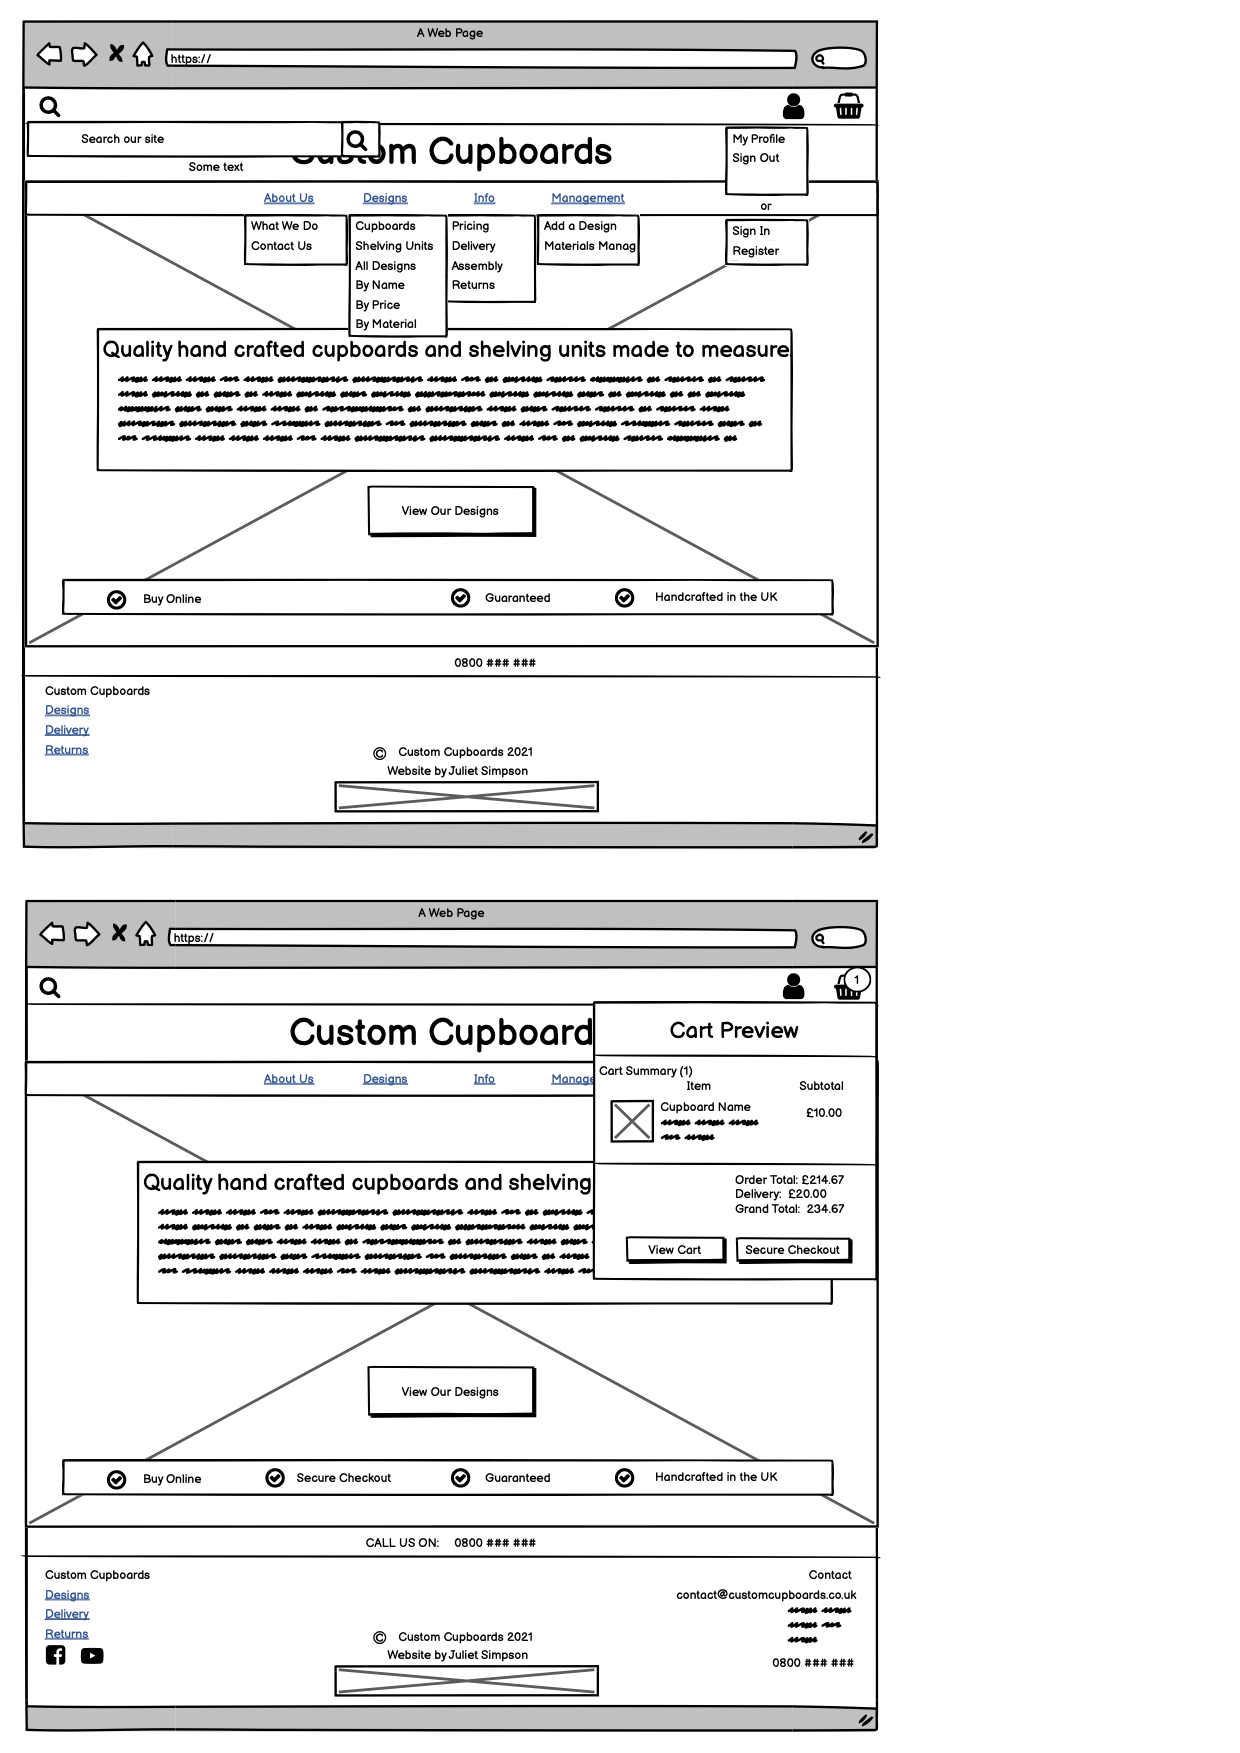 A Web Page
https://
Search our site
Custom Cupboards
My Profile
Sign Out
Some text
About Us Designs Info Management
or
What We Do
Contact Us
Cupboards
Shelving Units
All Designs
By Name
By Price
By Material
Pricing
Delivery
Assembly
Returns
Add a Design
Materials Manag
Sign In
Register
Quality hand crafted cupboards and shelving units made to measure.
View Our Designs
Buy Online Guaranteed Handcrafted in the UK
0800 ### ###
Custom Cupboards
Designs
Delivery
Returns
© Custom Cupboards 2021
Website by Juliet Simpson
A Web Page
https://
1
Custom Cupboard
About Us Designs Info Manage
Cart Preview
Cart Summary (1)
Item Subtotal
Cupboard Name £10.00
Order Total: £214.67
Delivery: £20.00
Grand Total: 234.67
View Cart Secure Checkout
Quality hand crafted cupboards and shelving
View Our Designs
Buy Online Secure Checkout Guaranteed Handcrafted in the UK
CALL US ON: 0800 ### ###
Custom Cupboards
Designs
Delivery
Returns
© Custom Cupboards 2021
Website by Juliet Simpson
Contact
contact@customcupboards.co.uk
0800 ### ###